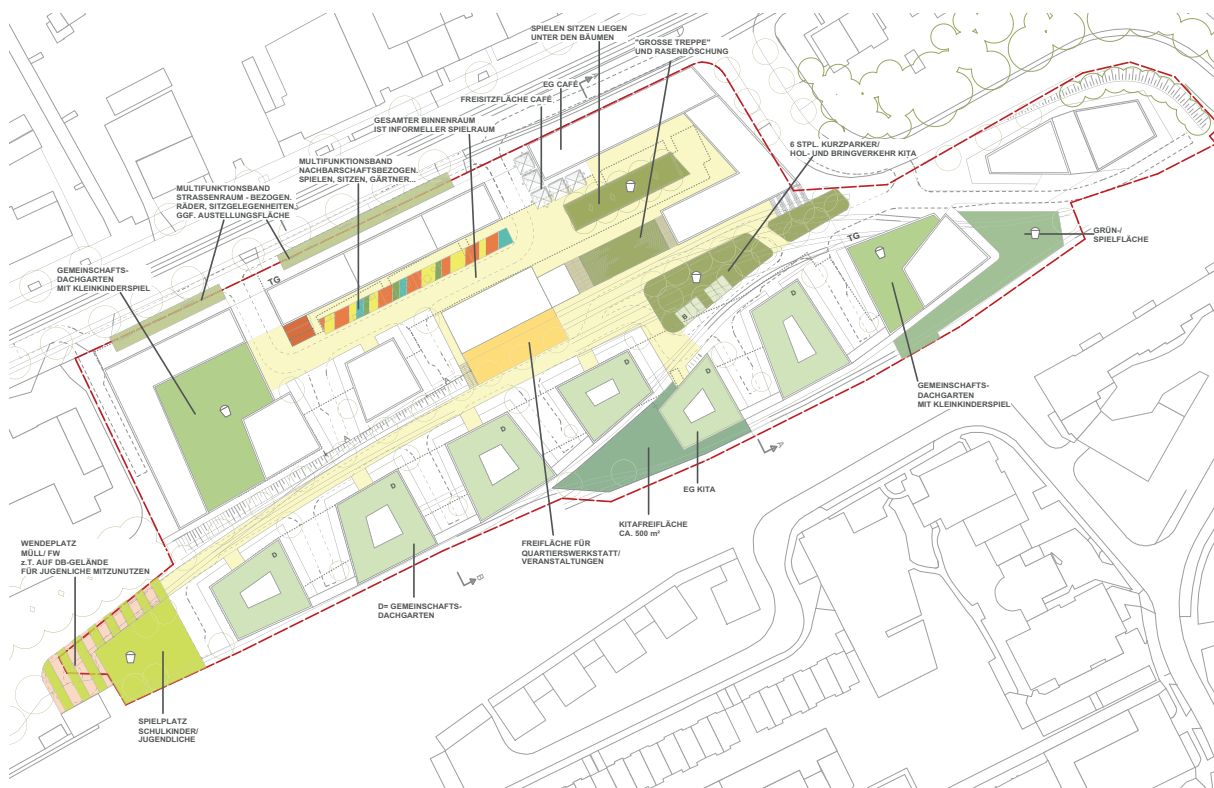 SPIELEN SITZEN LIEGEN
UNTER DEN BÄUMEN
"GROSSE TREPPE"
UND RASENBÖSCHUNG
EG CAFÉ
FREISITZFLÄCHE CAFÉ
GESAMTER BINNENRAUM
IST INFORMELLER SPIELRAUM
6 STPL. KURZPARKER/
HOL- UND BRINGVERKEHR KITA
MULTIFUNKTIONSBAND
NACHBARSCHAFTSBEZOGEN.
SPIELEN, SITZEN, GÄRTNER...
MULTIFUNKTIONSBAND
STRASSENRAUM - BEZOGEN.
RÄDER, SITZGELEGENHEITEN.
GGF. AUSTELLUNGSFLÄCHE
GRÜN-/
SPIELFLÄCHE
TG
GEMEINSCHAFTS-
DACHGARTEN
MIT KLEINKINDERSPIEL
TG
D
B
D
D
GEMEINSCHAFTS-
DACHGARTEN
MIT KLEINKINDERSPIEL
A
A
D
A
D
EG KITA
KITAFREIFLÄCHE
CA. 500 m²
FREIFLÄCHE FÜR
QUARTIERSWERKSTATT/
VERANSTALTUNGEN
WENDEPLATZ
MÜLL/ FW
z.T. AUF DB-GELÄNDE
FÜR JUGENLICHE MITZUNUTZEN
D
B
D= GEMEINSCHAFTS-
DACHGARTEN
SPIELPLATZ
SCHULKINDER/
JUGENDLICHE